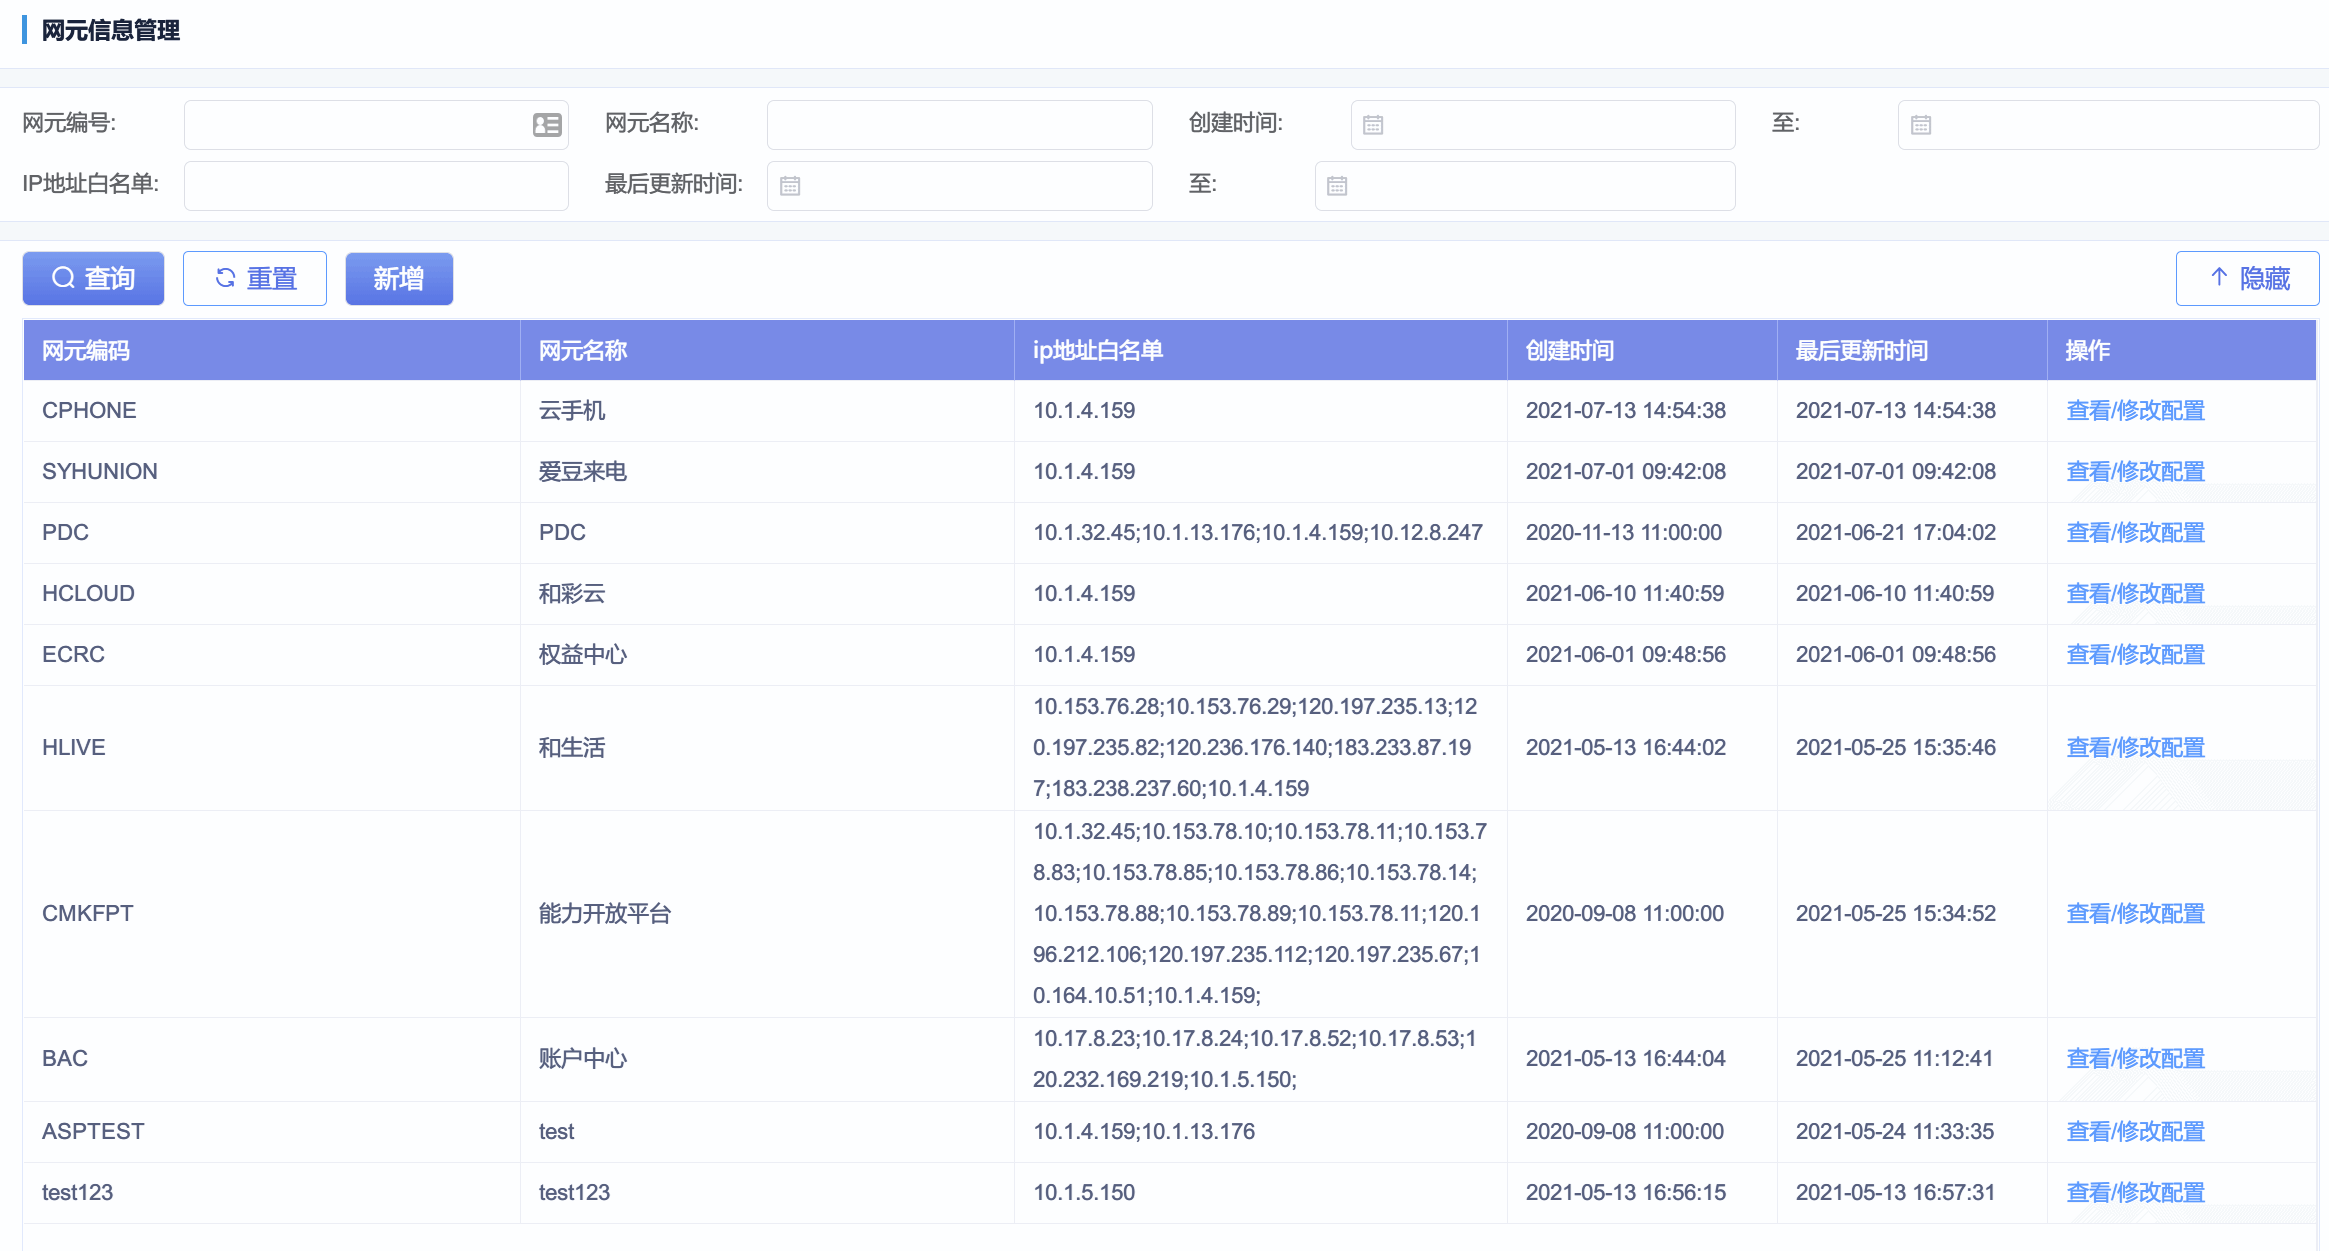 网元信息管理
网元编号: 网元名称: 创建时间: 至:
IP地址白名单: 最后更新时间: 至:
查询 重置 新增 隐藏
网元编码 网元名称 ip地址白名单 创建时间 最后更新时间 操作
CPHONE 云手机 10.1.4.159 2021-07-13 14:54:38 2021-07-13 14:54:38 查看/修改配置
SYHUNION 爱豆来电 10.1.4.159 2021-07-01 09:42:08 2021-07-01 09:42:08 查看/修改配置
PDC PDC 10.1.32.45;10.1.13.176;10.1.4.159;10.12.8.247 2020-11-13 11:00:00 2021-06-21 17:04:02 查看/修改配置
HCLOUD 和彩云 10.1.4.159 2021-06-10 11:40:59 2021-06-10 11:40:59 查看/修改配置
ECRC 权益中心 10.1.4.159 2021-06-01 09:48:56 2021-06-01 09:48:56 查看/修改配置
10.153.76.28;10.153.76.29;120.197.235.13;12
HLIVE 和生活 0.197.235.82;120.236.176.140;183.233.87.19 2021-05-13 16:44:02 2021-05-25 15:35:46 查看/修改配置
7;183.238.237.60;10.1.4.159
10.1.32.45;10.153.78.10;10.153.78.11;10.153.7
8.83;10.153.78.85;10.153.78.86;10.153.78.14;
CMKFPT 能力开放平台 10.153.78.88;10.153.78.89;10.153.78.11;120.1 2020-09-08 11:00:00 2021-05-25 15:34:52 查看/修改配置
96.212.106;120.197.235.112;120.197.235.67;1
0.164.10.51;10.1.4.159;
10.17.8.23;10.17.8.24;10.17.8.52;10.17.8.53;1
BAC 账户中心 2021-05-13 16:44:04 2021-05-25 11:12:41 查看/修改配置
20.232.169.219;10.1.5.150;
ASPTEST test 10.1.4.159;10.1.13.176 2020-09-08 11:00:00 2021-05-24 11:33:35 查看/修改配置
test123 test123 10.1.5.150 2021-05-13 16:56:15 2021-05-13 16:57:31 查看/修改配置